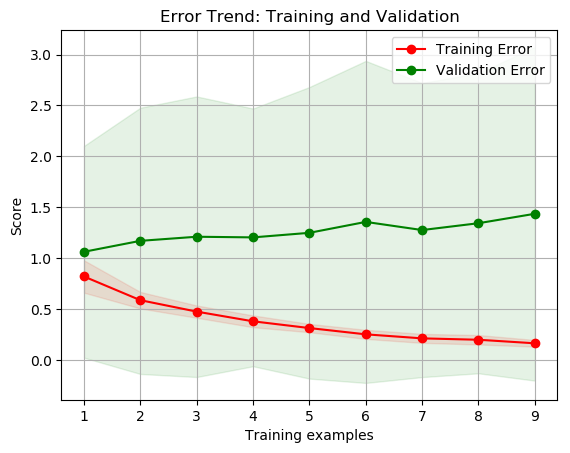 Error Trend: Training and Validation
Training Error
Validation Error
Score
3.0
2.5
2.0
1.5
1.0
0.5
0.0
1 2 3 4 5 6 7 8 9
Training examples